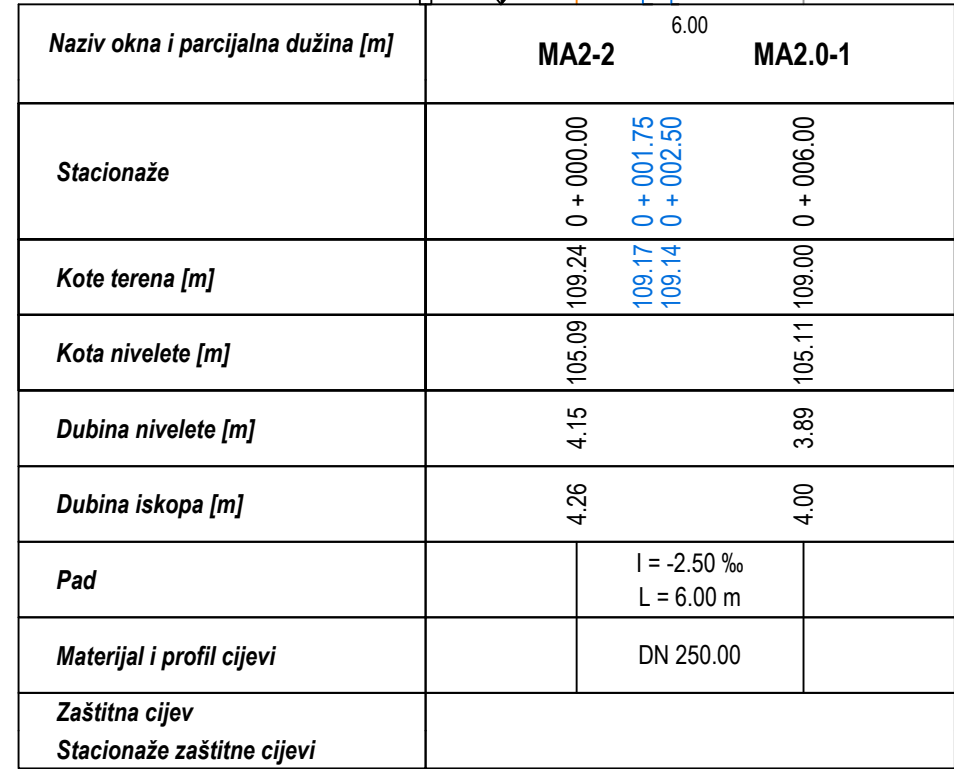 Naziv okna i parcijalna dužina [m]
6.00
MA2-2
MA2.0-1
Stacionaže
0 + 000.00
0 + 001.75
0 + 002.50
0 + 006.00
Kote terena [m]
109.24
109.17
109.14
109.00
Kota nivelete [m]
105.09
105.11
Dubina nivelete [m]
4.15
3.89
Dubina iskopa [m]
4.26
4.00
Pad
I = -2.50 ‰
L = 6.00 m
Materijal i profil cijevi
DN 250.00
Zaštitna cijev
Stacionaže zaštitne cijevi